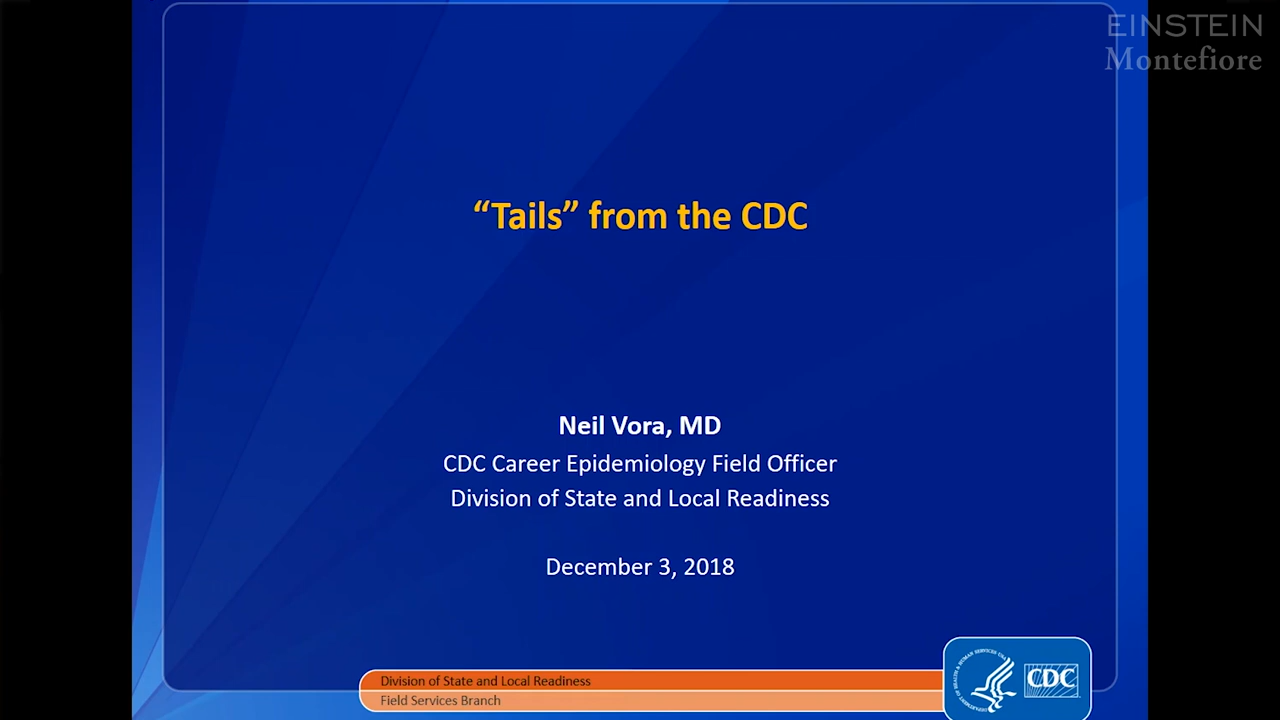 EINSTEIN
Montefiore
“Tails” from the CDC
Neil Vora, MD
CDC Career Epidemiology Field Officer
Division of State and Local Readiness
December 3, 2018
Division of State and Local Readiness
Field Services Branch
CDC